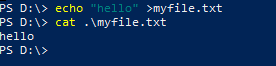 PS D:\> echo "hello" >myfile.txt
PS D:\> cat .\myfile.txt
hello
PS D:\>